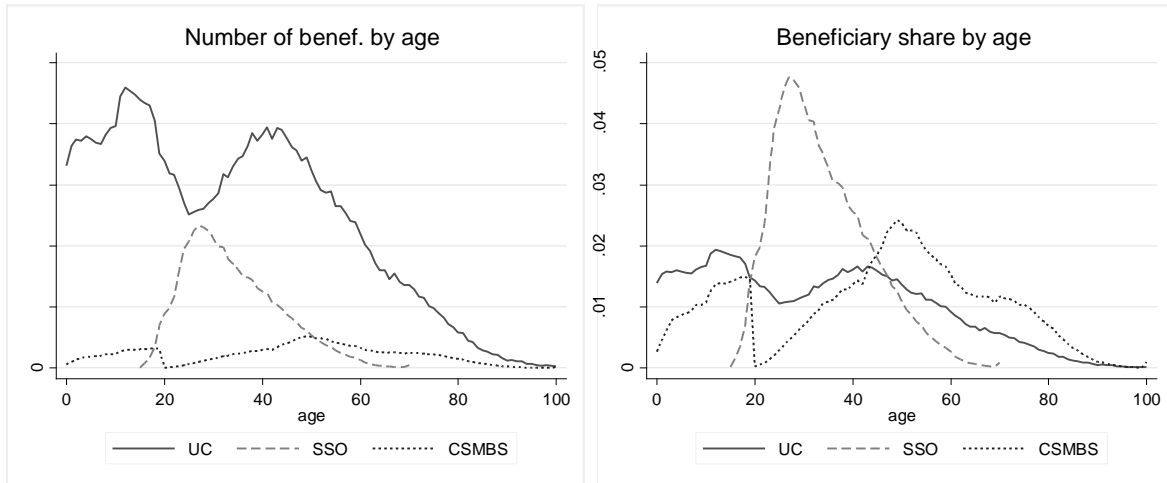 Number of benef. by age
0
0 20 40 60 80 100
age
UC SSO CSMBS
Beneficiary share by age
.05
.04
.03
.02
.01
0
0 20 40 60 80 100
age
UC SSO CSMBS